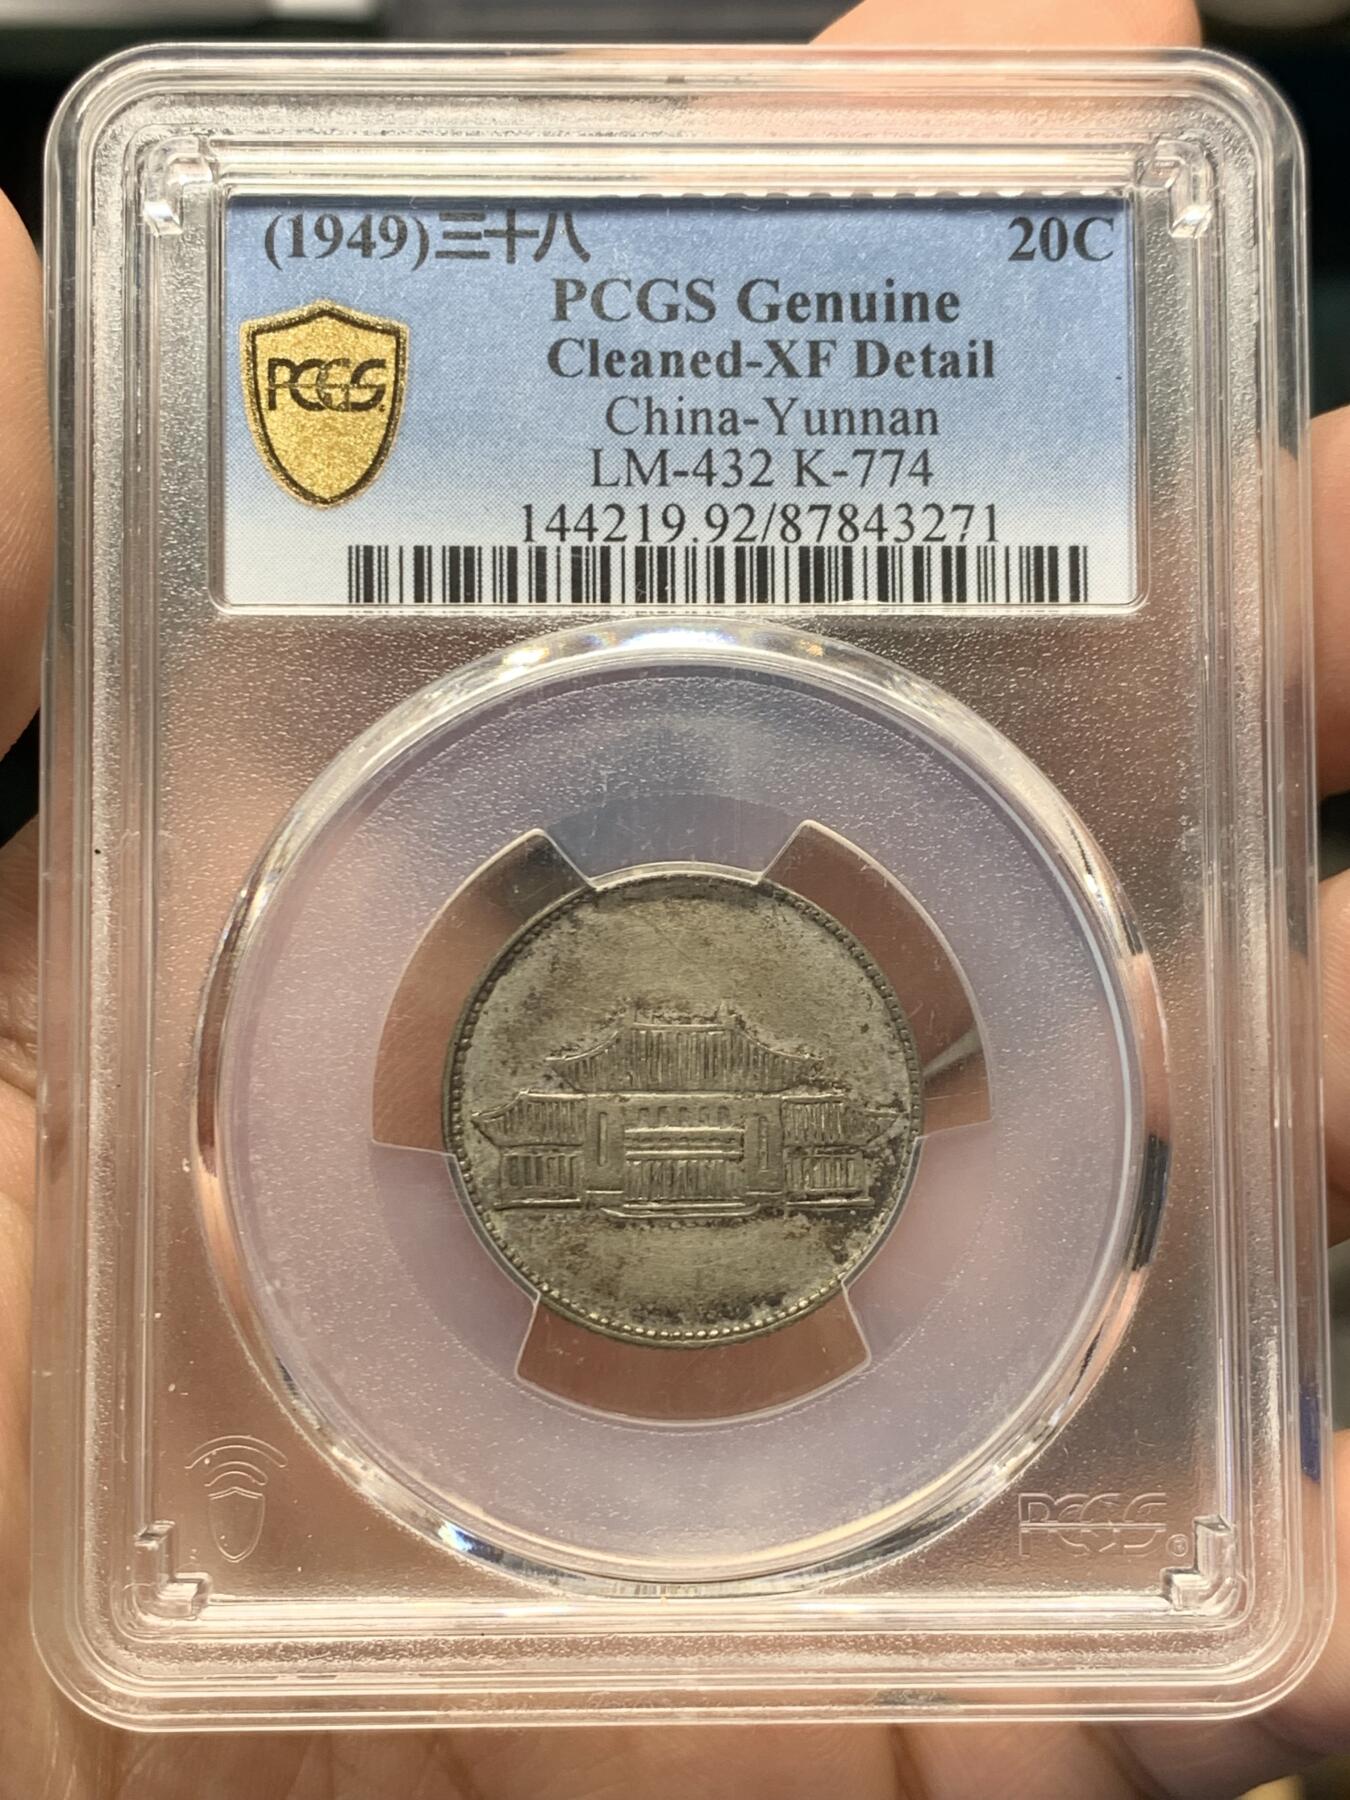 (1949)三十八 20C
PCGS Genuine
PCGS
Cleaned-XF Detail
China-Yunnan
LM-432 K-774
144219.92/87843271
PCGS